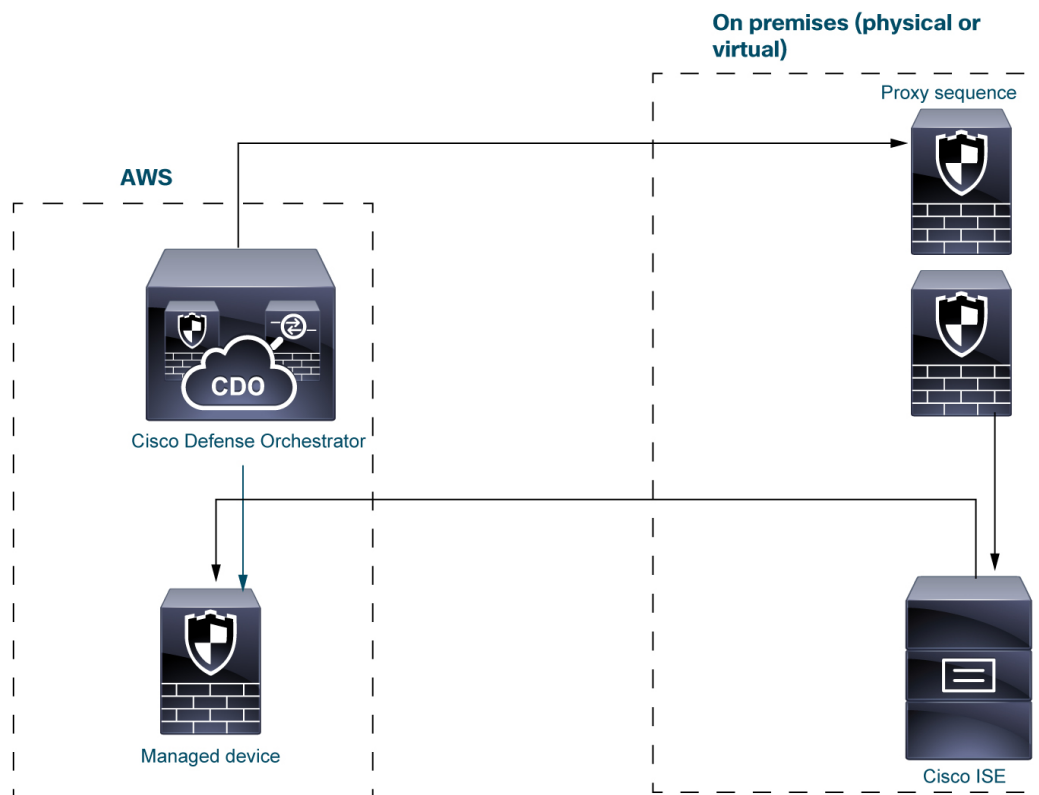 On premises (physical or
virtual)
Proxy sequence
AWS
CDO
Cisco Defense Orchestrator
Managed device
Cisco ISE